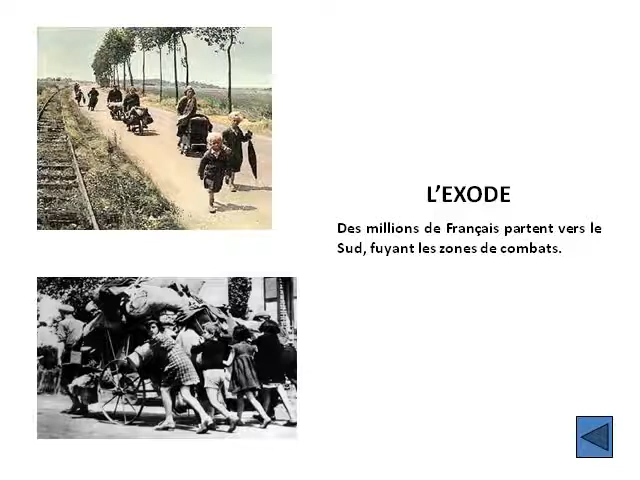 L’EXODE
Des millions de Français partent vers le
Sud, fuyant les zones de combats.